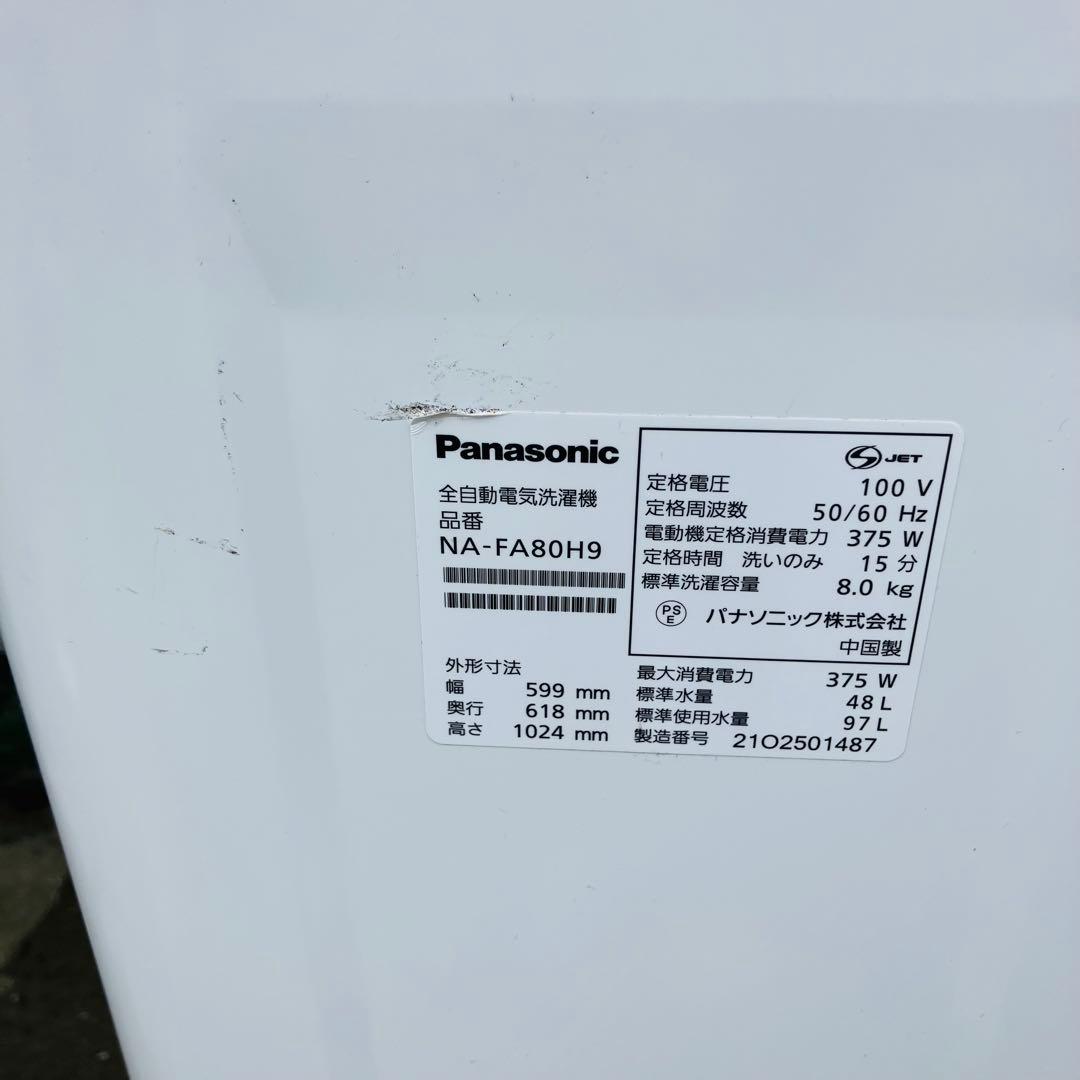 Panasonic
全自動電気洗濯機
品番
NA-FA80H9
外形寸法
幅 599 mm
奥行 618 mm
高さ 1024 mm
JET
定格電圧 100 V
定格周波数 50/60 Hz
電動機定格消費電力 375 W
定格時間 洗いのみ 15 分
標準洗濯容量 8.0 kg
PS E パナソニック株式会社
中国製
最大消費電力 375 W
標準水量 48 L
標準使用水量 97 L
製造番号 21O2501487